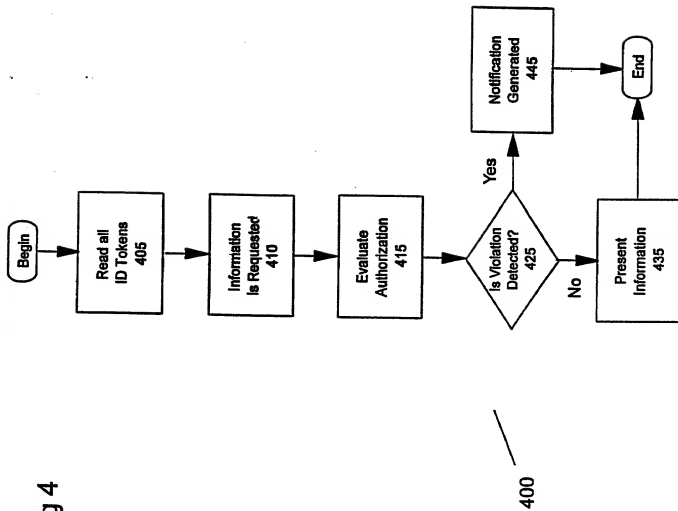 Begin
Read all
ID Tokens
405
Information
Is Requested
410
Evaluate
Authorization
415
Is Violation
Detected?
425
Yes
No
Notification
Generated
445
Present
Information
435
End
400
g 4